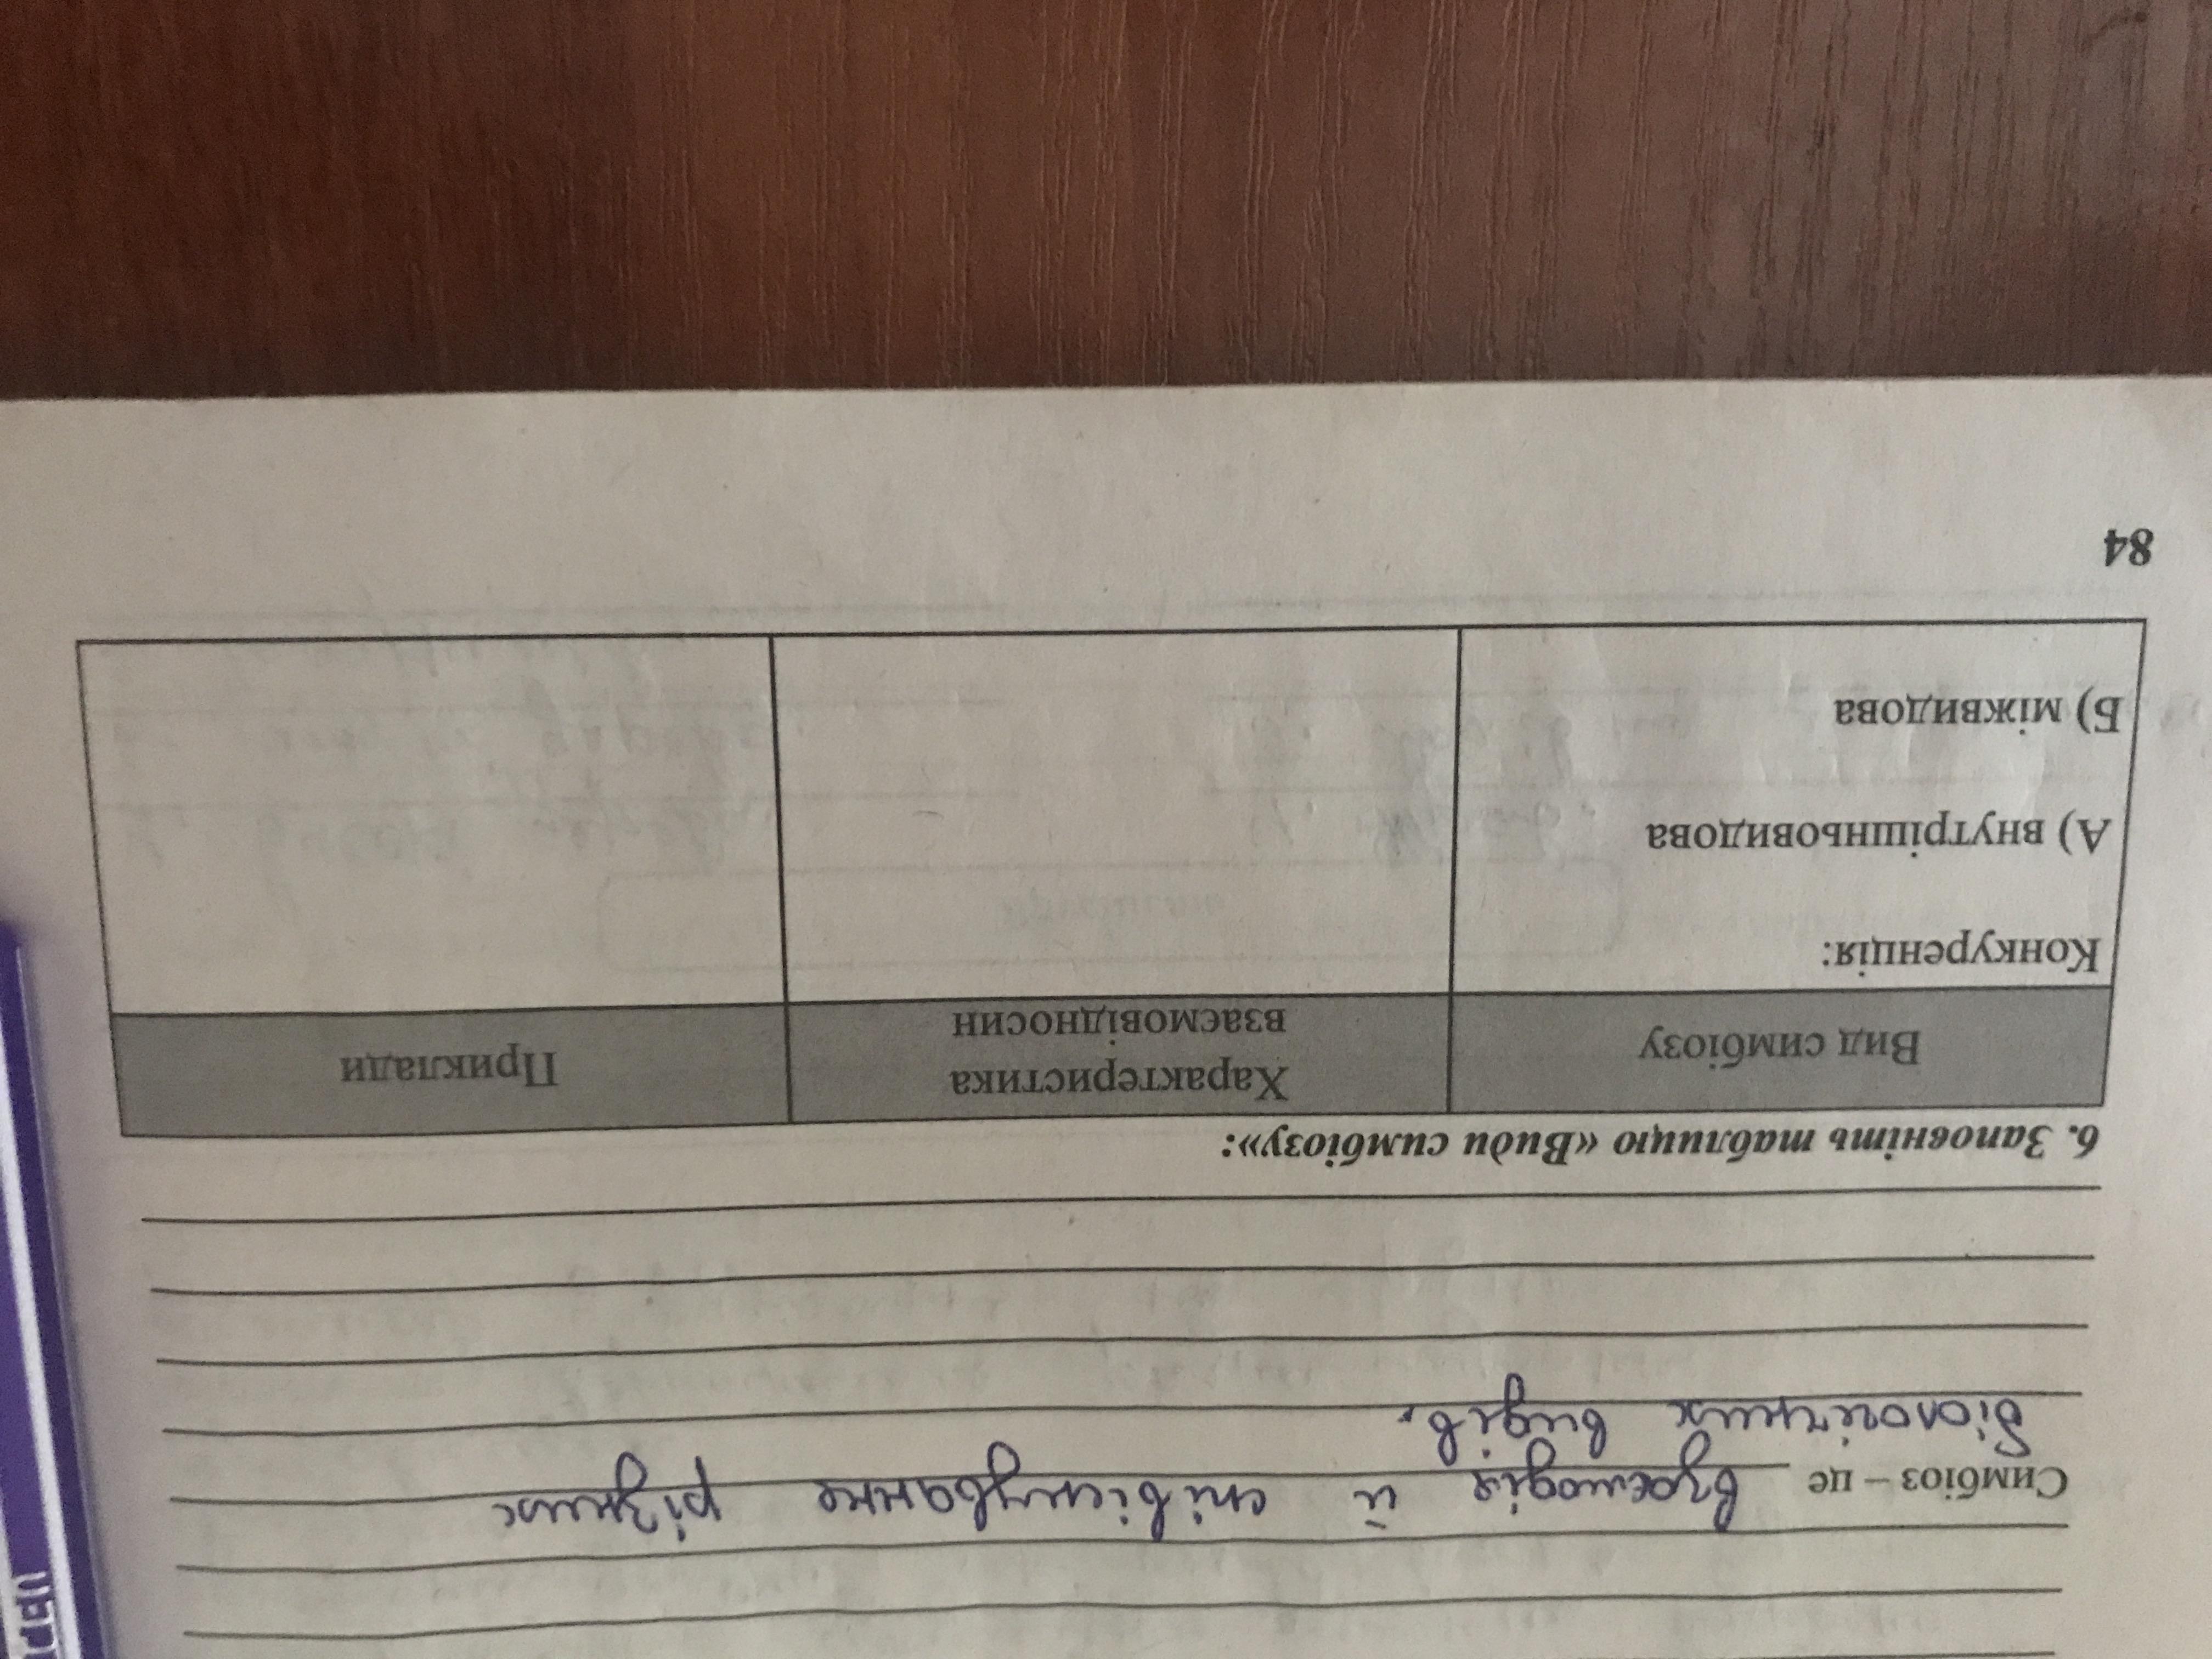 Симбіоз – це взаємодія й співіснування різних
біологічних видів.
6. Заповніть таблицю «Види симбіозу»:
Вид симбіозу
Характеристика
взаємовідносин
Приклади
Конкуренція:
А) внутрішньовидова
Б) міжвидова
84